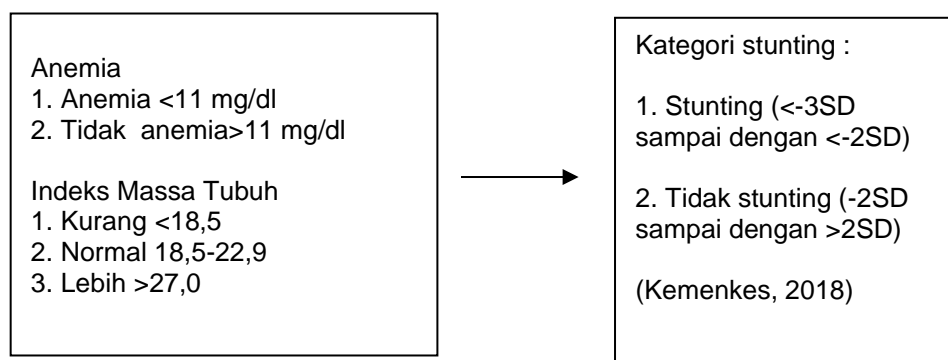 Anemia
1. Anemia <11 mg/dl
2. Tidak anemia>11 mg/dl
Indeks Massa Tubuh
1. Kurang <18,5
2. Normal 18,5-22,9
3. Lebih >27,0
Kategori stunting :
1. Stunting (<-3SD
sampai dengan <-2SD)
2. Tidak stunting (-2SD
sampai dengan >2SD)
(Kemenkes, 2018)